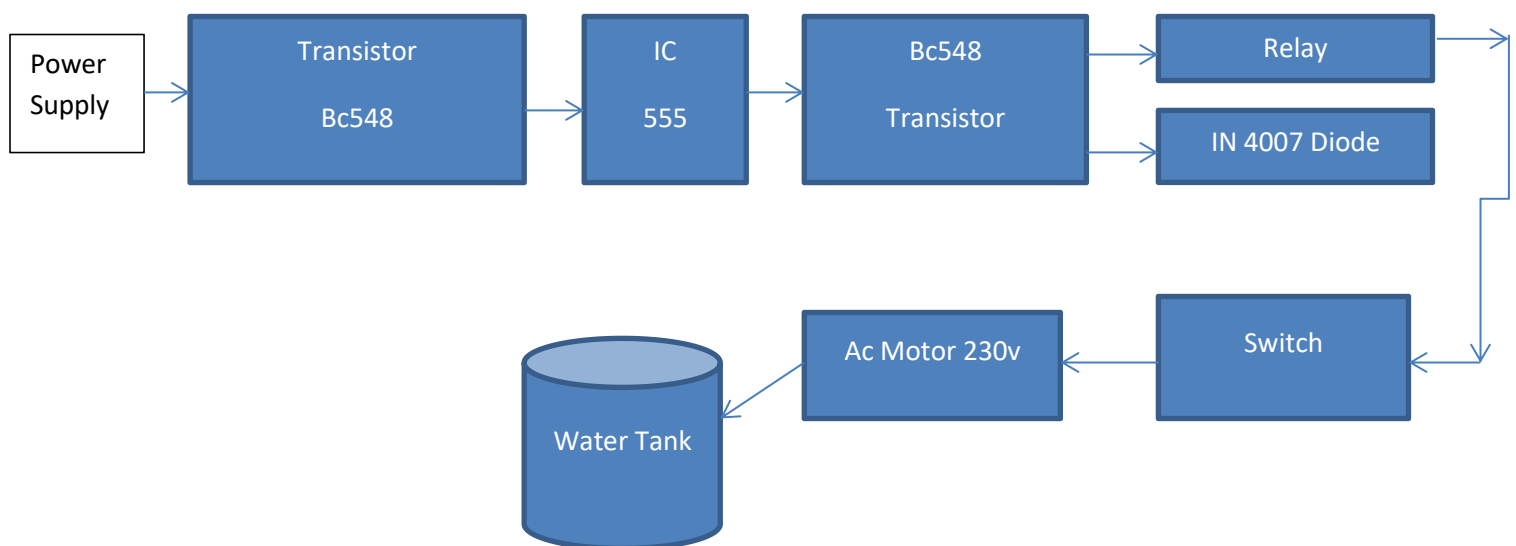 Power
Supply
Transistor
Bc548
IC
555
Bc548
Transistor
Relay
IN 4007 Diode
Switch
Ac Motor 230v
Water Tank